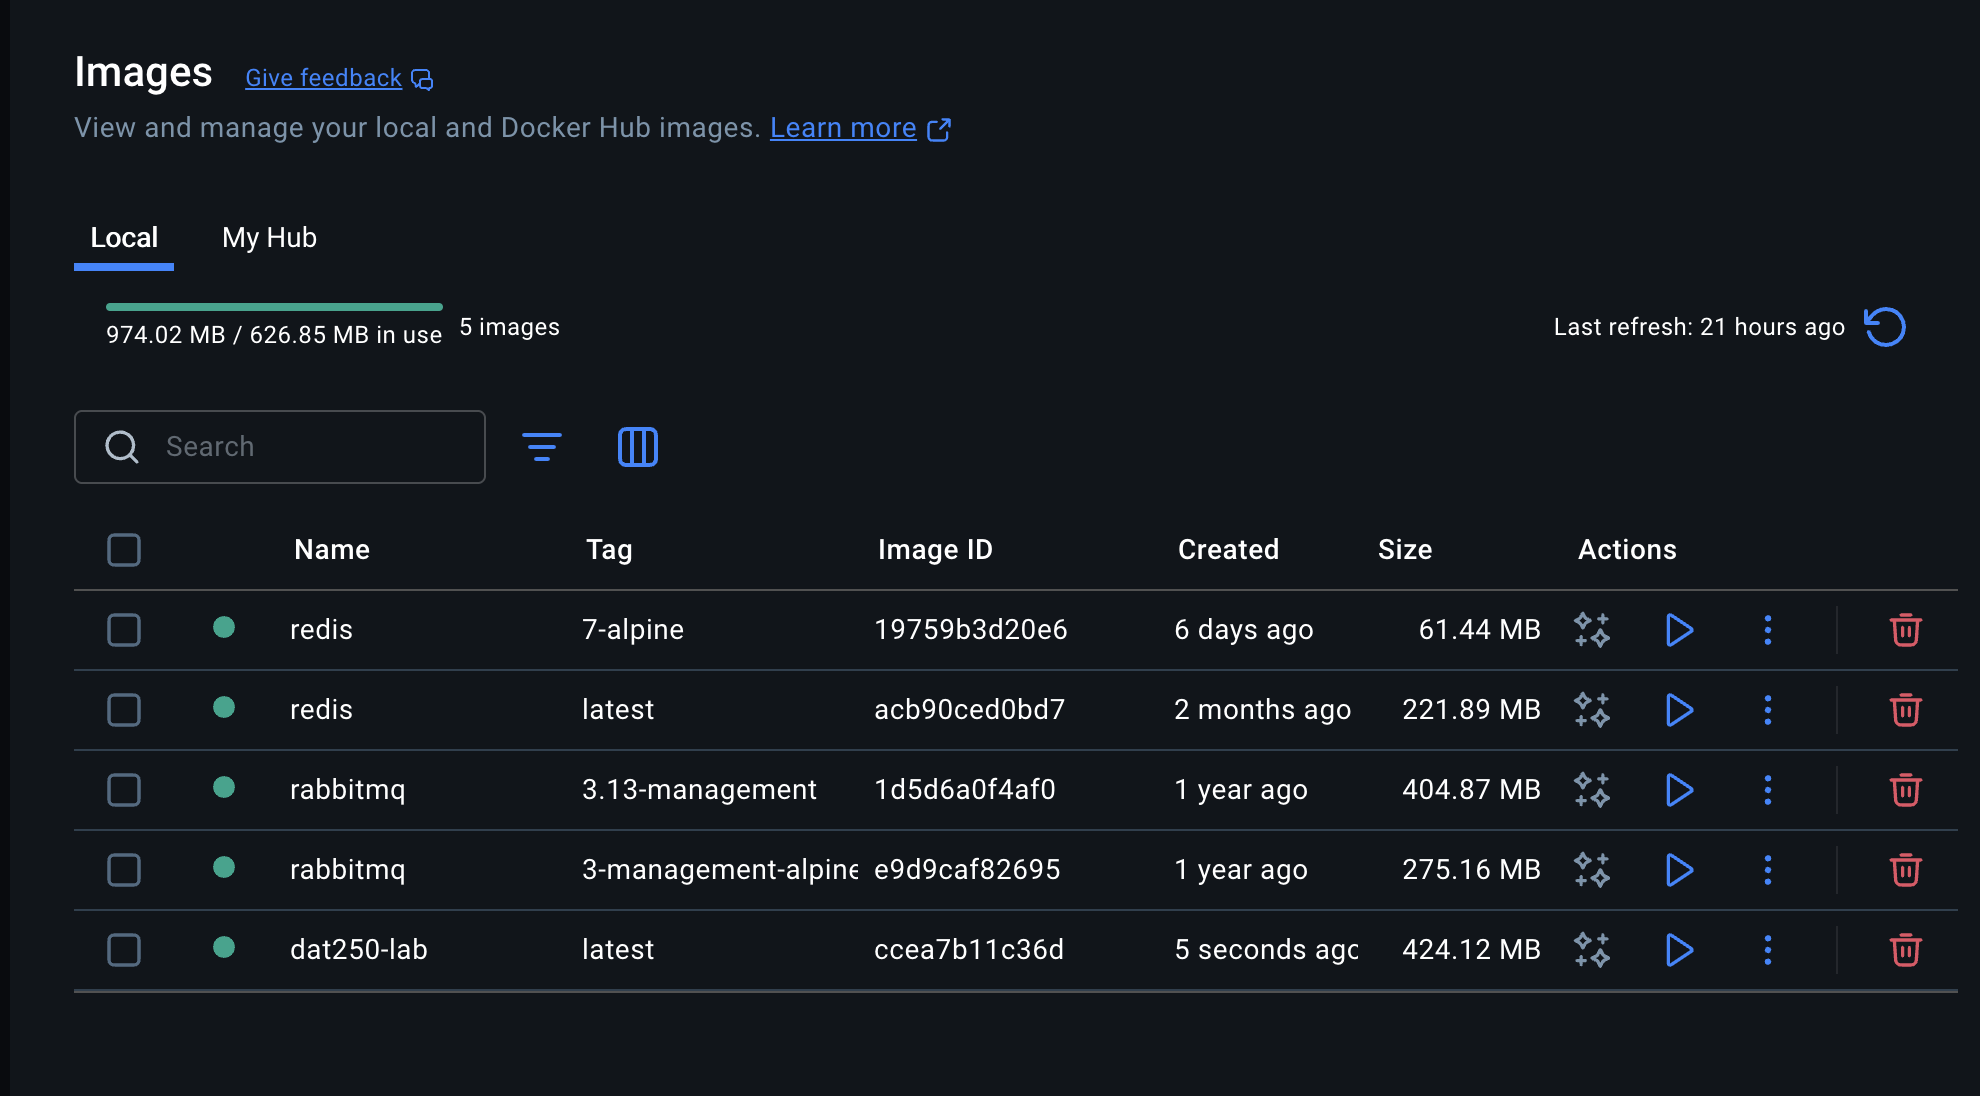 Images Give feedback
View and manage your local and Docker Hub images. Learn more
Local My Hub
974.02 MB / 626.85 MB in use 5 images Last refresh: 21 hours ago
Search
Name Tag Image ID Created Size Actions
redis 7-alpine 19759b3d20e6 6 days ago 61.44 MB
redis latest acb90ced0bd7 2 months ago 221.89 MB
rabbitmq 3.13-management 1d5d6a0f4af0 1 year ago 404.87 MB
rabbitmq 3-management-alpine e9d9caf82695 1 year ago 275.16 MB
dat250-lab latest ccea7b11c36d 5 seconds ago 424.12 MB